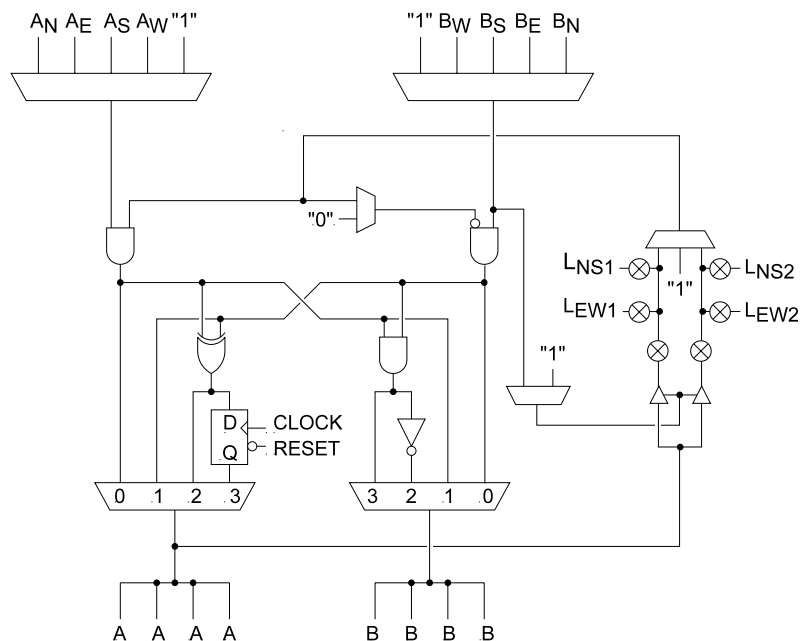 AN AE AS AW "1" "1" BW BS BE BN
"0"
LNS1 "1" LNS2
LEW1 LEW2
"1"
D CLOCK
Q RESET
0 1 2 3 3 2 1 0
A A A A B B B B